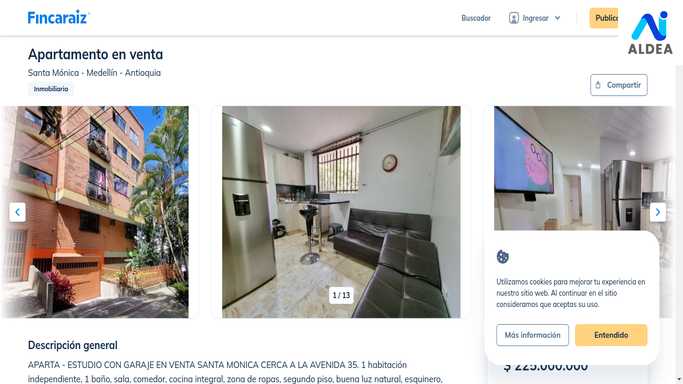 Fincaraiz
Buscador
Ingresar
Publica
ALDEA
Apartamento en venta
Santa Mónica - Medellín - Antioquia
Inmobiliario
Compartir
1 / 13
Utilizamos cookies para mejorar tu experiencia en
nuestro sitio web. Al continuar en el sitio
consideramos que aceptas su uso.
Más información
Entendido
$ 225.000.000
Descripción general
APARTA - ESTUDIO CON GARAJE EN VENTA SANTA MONICA CERCA A LA AVENIDA 35. 1 habitación
independiente, 1 baño, sala, comedor, cocina integral, zona de ropas, segundo piso, buena luz natural, esquinero,